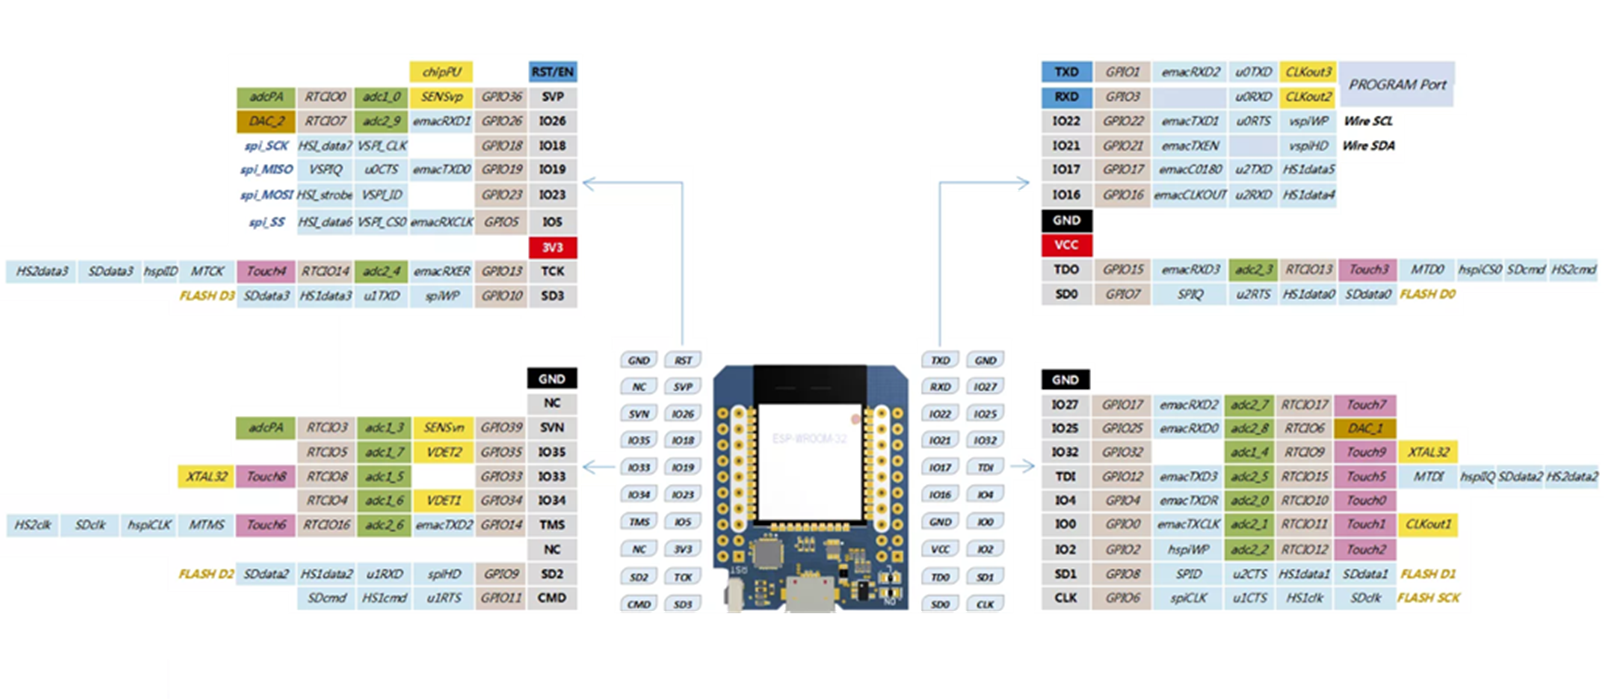 chipPU RST/EN
adcPA RTCIO0 adc1_0 SENSvp GPIO36 SVP
DAC_2 RTCIO7 adc2_9 emacRXD1 GPIO26 IO26
spi_SCK HSI_data7 VSPI_CLK GPIO18 IO18
spi_MISO VSPIQ u0CTS emacTXD0 GPIO19 IO19
spi_MOSI HSI_strobe VSPI_ID GPIO23 IO23
spi_SS HSI_data6 VSPI_CS0 emacRXCLK GPIO5 IO5
3V3
HS2data3 SDdata3 hspiID MTCK Touch4 RTCIO14 adc2_4 emacRXER GPIO13 TCK
FLASH D3 SDdata3 HS1data3 u1TXD spiWP GPIO10 SD3
TXD GPIO1 emacRXD2 u0TXD CLKout3
PROGRAM Port
RXD GPIO3 u0RXD CLKout2
IO22 GPIO22 emacTXD1 u0RTS vspiWP Wire SCL
IO21 GPIO21 emacTXEN vspiHD Wire SDA
IO17 GPIO17 emacC0180 u2TXD HS1data5
IO16 GPIO16 emacCLKOUT u2RXD HS1data4
GND
VCC
TDO GPIO15 emacRXD3 adc2_3 RTCIO13 Touch3 MTD0 hspiCS0 SDcmd HS2cmd
SD0 GPIO7 SPIQ u2RTS HS1data0 SDdata0 FLASH D0
GND
NC
adcPA RTCIO3 adc1_3 SENSvn GPIO39 SVN
RTCIO5 adc1_7 VDET2 GPIO35 IO35
XTAL32 Touch8 RTCIO8 adc1_5 GPIO33 IO33
RTCIO4 adc1_6 VDET1 GPIO34 IO34
HS2clk SDclk hspiCLK MTMS Touch6 RTCIO16 adc2_6 emacTXD2 GPIO14 TMS
NC
FLASH D2 SDdata2 HS1data2 u1RXD spiHD GPIO9 SD2
SDcmd HS1cmd u1RTS GPIO11 CMD
GND RST
NC SVP
SVN IO26
IO35 IO18
IO33 IO19
IO34 IO23
TMS IO5
NC 3V3
SD2 TCK
CMD SD3
ESP-WROOM-32
RST
L
ON
TXD GND
RXD IO27
IO22 IO25
IO21 IO32
IO17 TDI
IO16 IO4
GND IO0
VCC IO2
TD0 SD1
SD0 CLK
GND
IO27 GPIO17 emacRXD2 adc2_7 RTCIO17 Touch7
IO25 GPIO25 emacRXD0 adc2_8 RTCIO6 DAC_1
IO32 GPIO32 adc1_4 RTCIO9 Touch9 XTAL32
TDI GPIO12 emacTXD3 adc2_5 RTCIO15 Touch5 MTDI hspiIQ SDdata2 HS2data2
IO4 GPIO4 emacTXDR adc2_0 RTCIO10 Touch0
IO0 GPIO0 emacTXCLK adc2_1 RTCIO11 Touch1 CLKout1
IO2 GPIO2 hspiWP adc2_2 RTCIO12 Touch2
SD1 GPIO8 SPID u2CTS HS1data1 SDdata1 FLASH D1
CLK GPIO6 spiCLK u1CTS HS1clk SDclk FLASH SCK